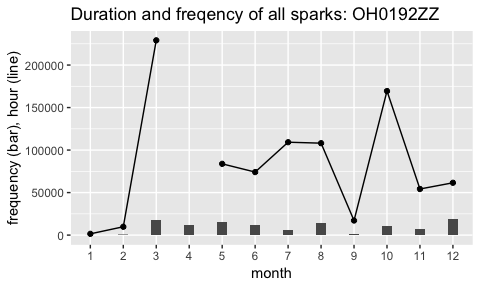 Duration and freqency of all sparks: OH0192ZZ
frequency (bar), hour (line)
200000
150000
100000
50000
0
1 2 3 4 5 6 7 8 9 10 11 12
month